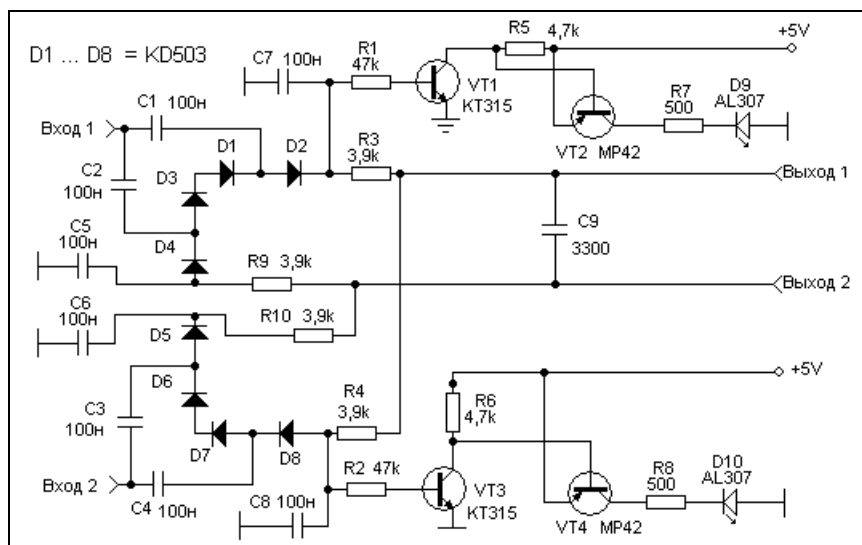 D1 ... D8 = KD503
C7 100н
R1
47k
R5 4,7k
+5V
VT1
KT315
R7
500
D9
AL307
VT2 MP42
C1
100н
Вход 1
C2
100н
D1
D2
R3
3,9k
D3
D4
Выход 1
C9
3300
C5
100н
R9 3,9k
Выход 2
C6
100н
R10 3,9k
D5
D6
C3
100н
D7
D8
R4
3,9k
R6
4,7k
+5V
R2 47k
VT3
KT315
R8
500
D10
AL307
VT4 MP42
Вход 2
C4
100н
C8 100н